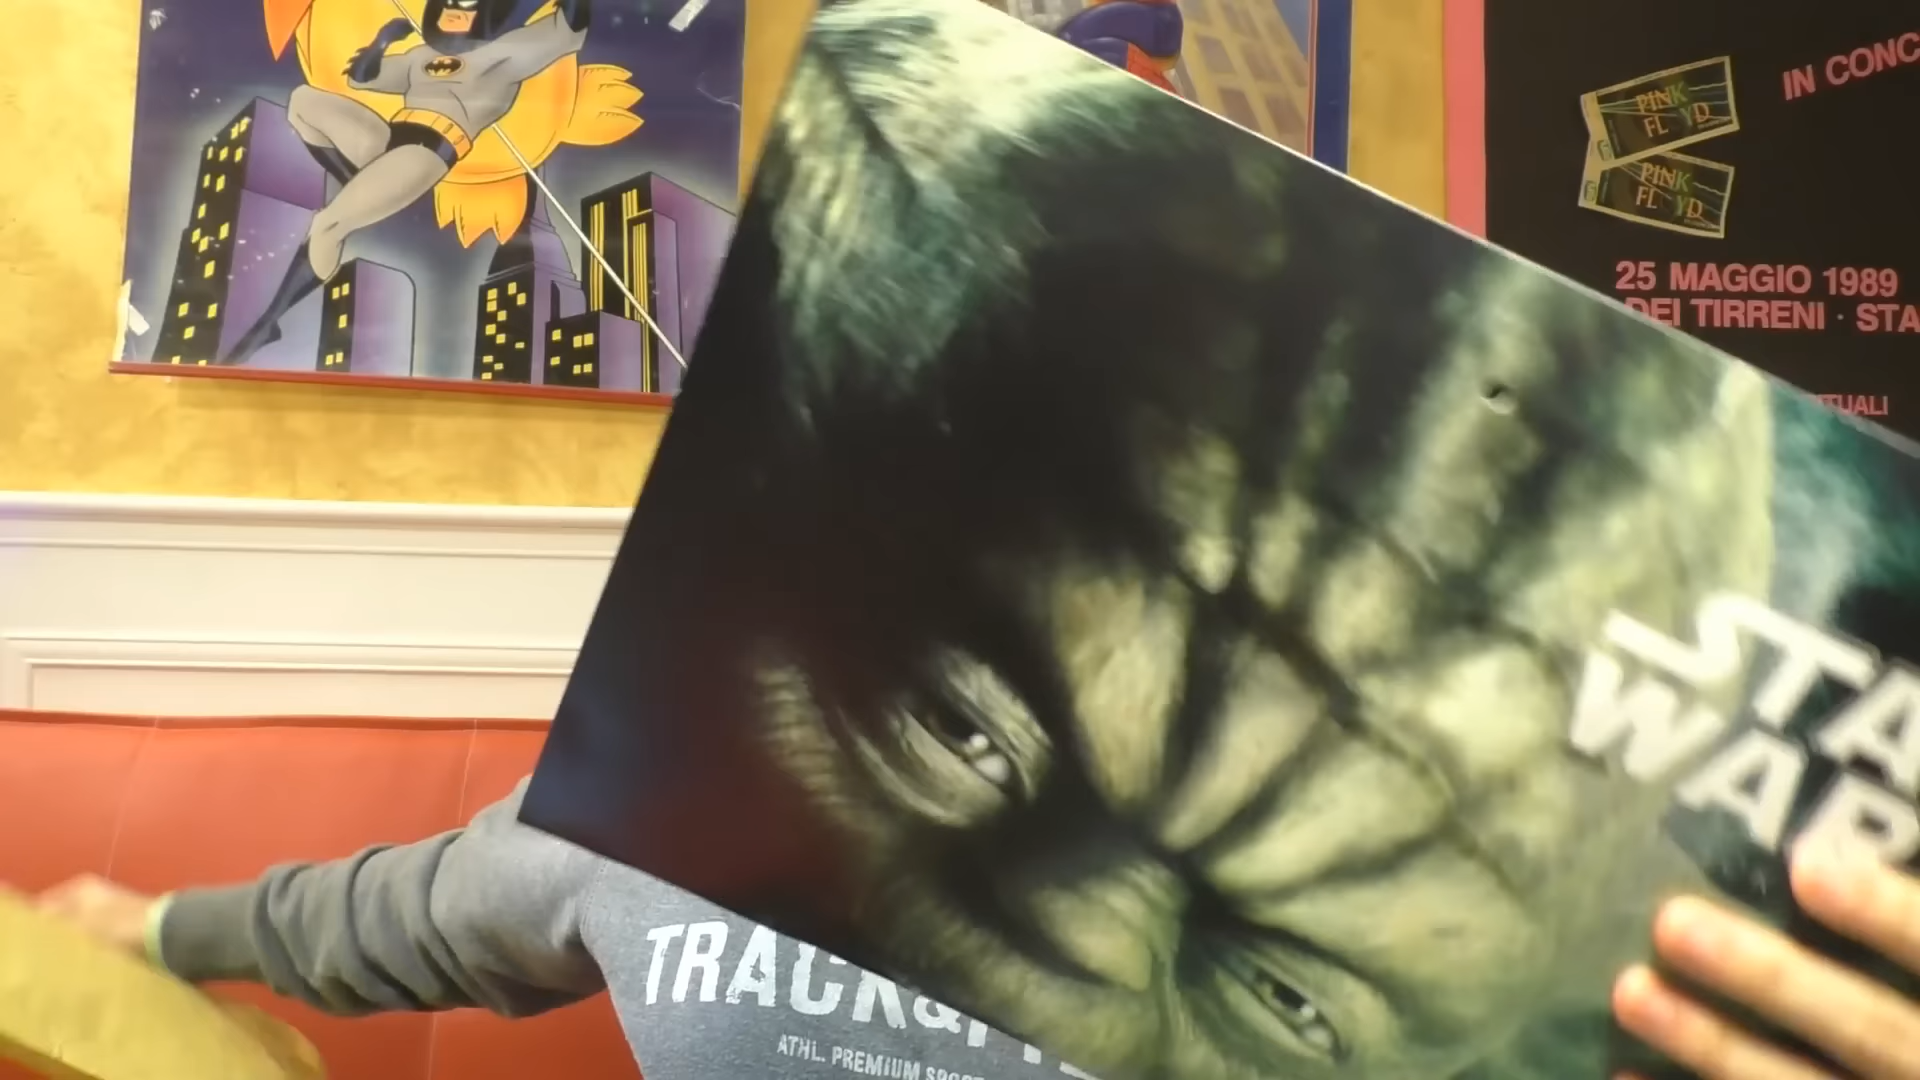 IN CONC
PINK
FL YD
PINK
FL YD
25 MAGGIO 1989
DEI TIRRENI · STA
TUALI
STA
WAR
TRACK&
ATHL. PREMIUM